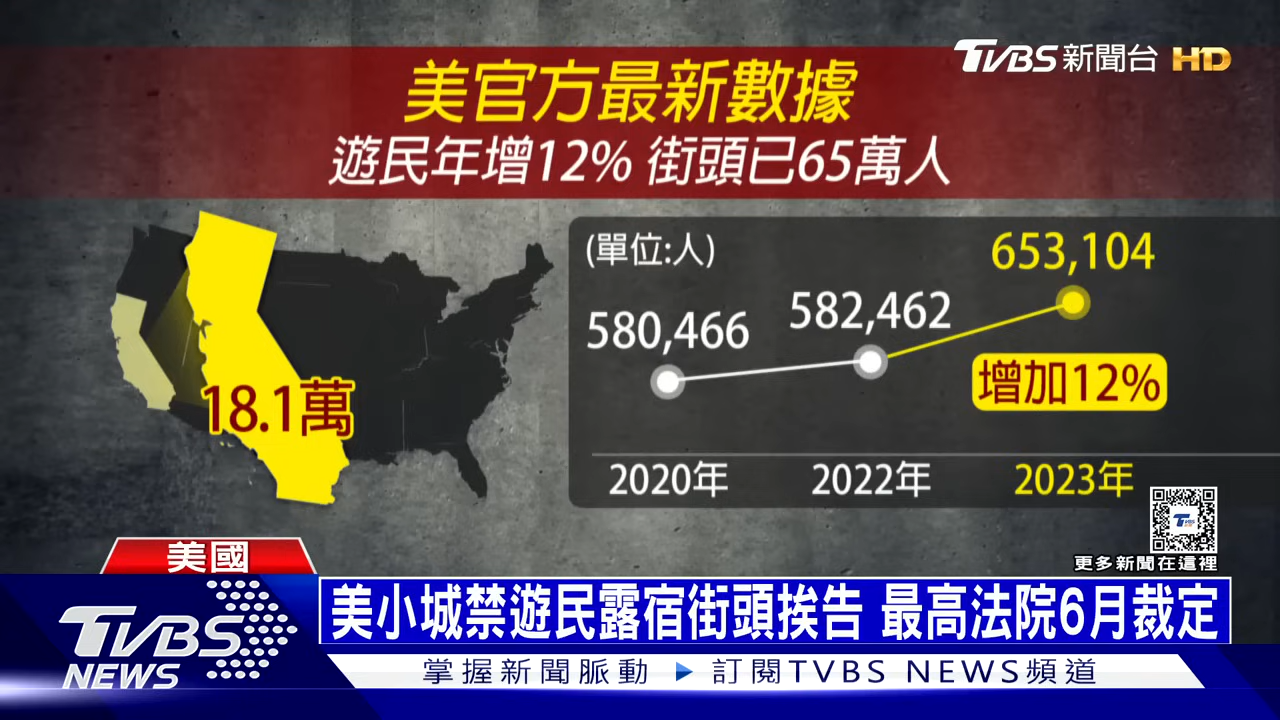 TVBS新聞台 HD
美官方最新數據
遊民年增12% 街頭已65萬人
18.1萬
(單位:人)
580,466
582,462
653,104
增加12%
2020年
2022年
2023年
TVBS
更多新聞在這裡
美國
美小城禁遊民露宿街頭挨告 最高法院6月裁定
TVBS
NEWS
掌握新聞脈動 ▶ 訂閱TVBS NEWS頻道